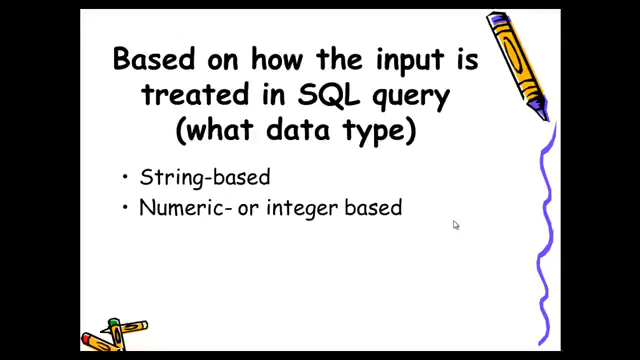 Based on how the input is
treated in SQL query
(what data type)
• String-based
• Numeric- or integer based